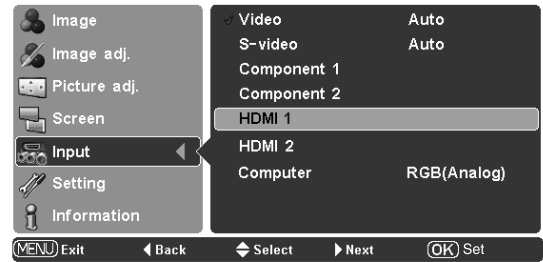 Image
Image adj.
Picture adj.
Screen
Input
Setting
Information
Video Auto
S-video Auto
Component 1
Component 2
HDMI 1
HDMI 2
Computer RGB(Analog)
MENU Exit Back Select Next OK Set